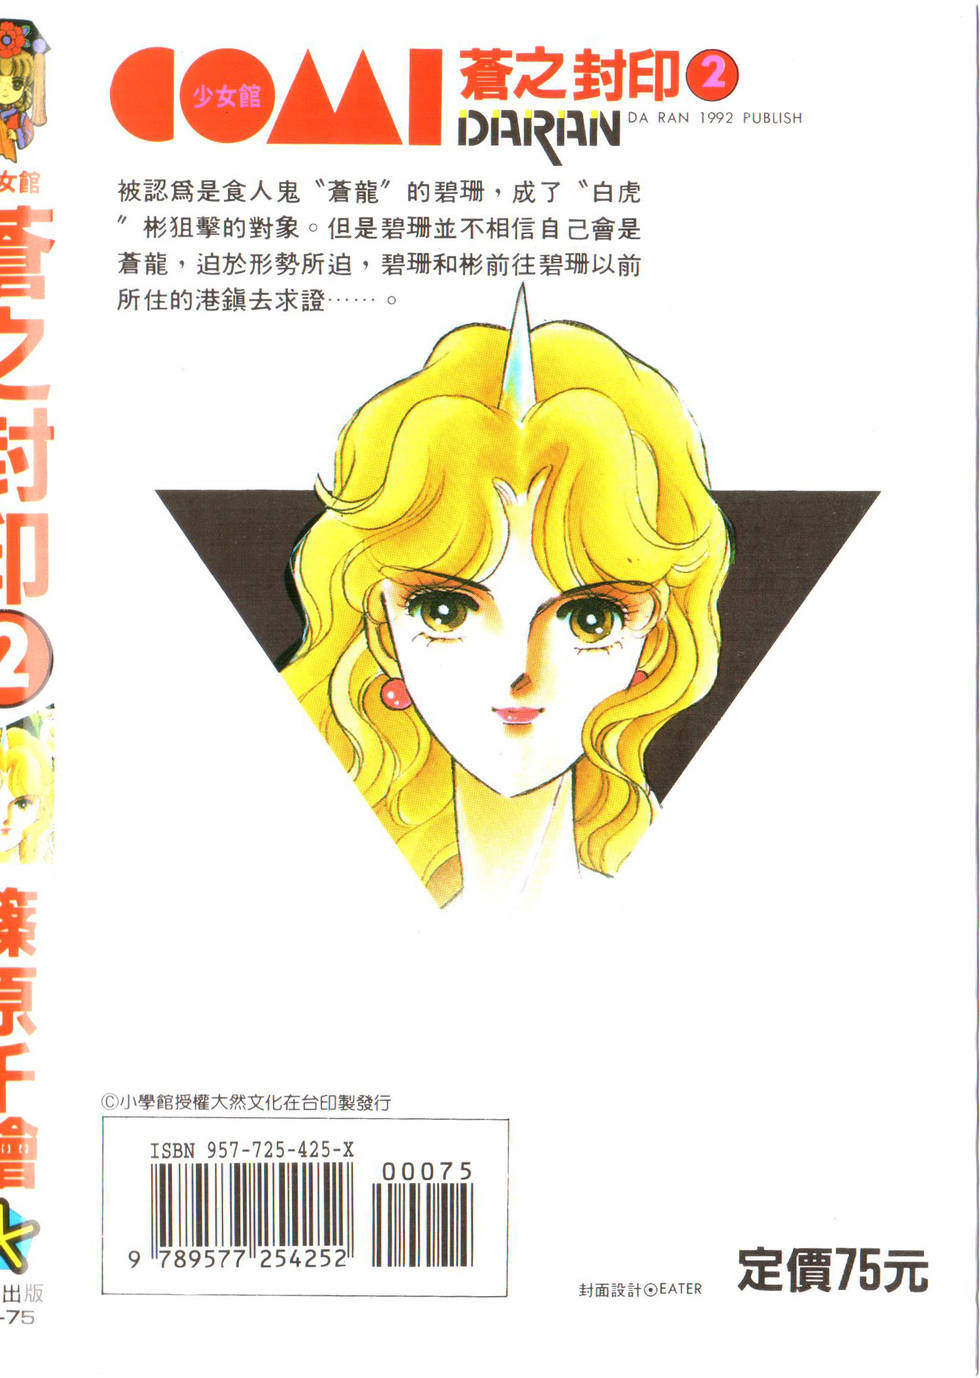 COMI
少女館
蒼之封印2
DARAN
DA RAN 1992 PUBLISH
被認爲是食人鬼〝蒼龍〞的碧珊，成了〝白虎
〞彬狙擊的對象。但是碧珊並不相信自己會是
蒼龍，迫於形勢所迫，碧珊和彬前往碧珊以前
所住的港鎮去求證……。
女館
蒼之封印
2
篠原千繪
出版
-75
©小學館授權大然文化在台印製發行
ISBN 957-725-425-X
00075
9 789577 254252
封面設計⊙EATER
定價75元